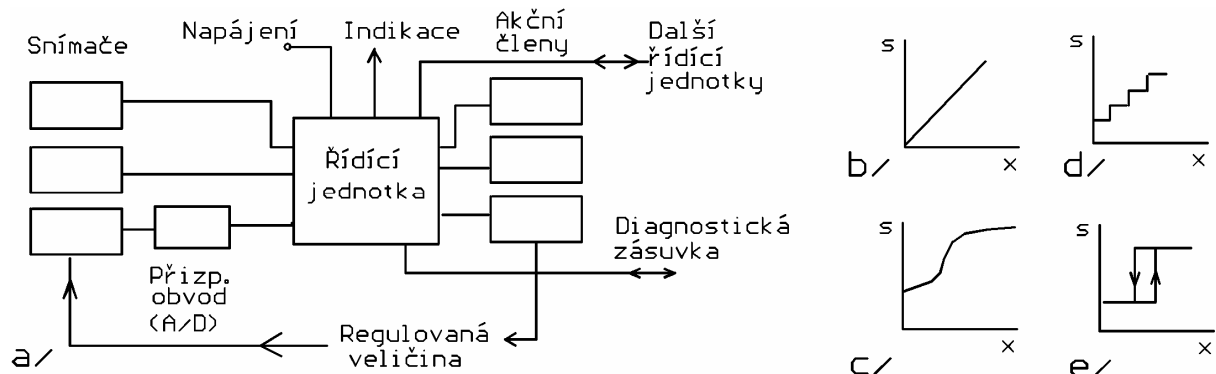 Snímače
Napájení
Indikace
Akční
členy
Další
řídící
jednotky
Řídící
jednotka
Přizp.
obvod
(A/D)
Diagnostická
zásuvka
Regulovaná
veličina
a/
s
x
b/
s
x
d/
s
x
c/
s
x
e/